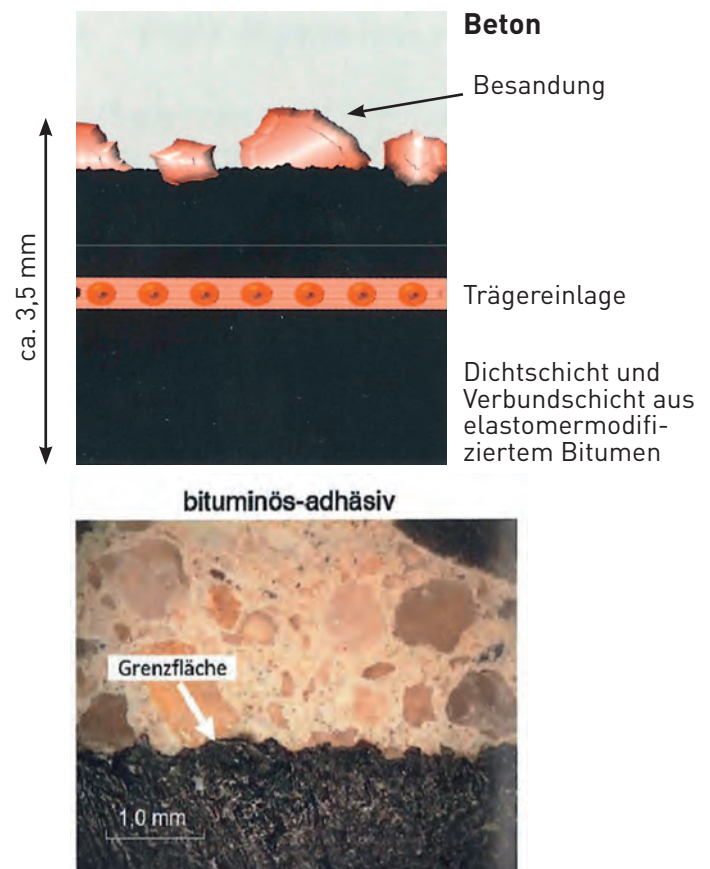 Beton
Besandung
ca. 3,5 mm
Trägereinlage
Dichtschicht und
Verbundschicht aus
elastomermodifi-
ziertem Bitumen
bituminös-adhäsiv
Grenzfläche
1,0 mm